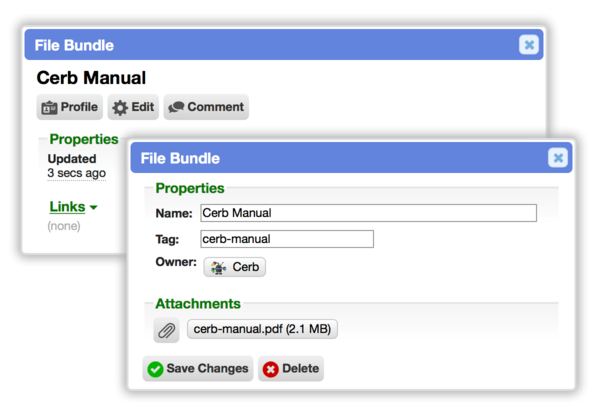 File Bundle
Cerb Manual
Profile Edit Comment
Properties
Updated
3 secs ago
Links
(none)
File Bundle
Properties
Name: Cerb Manual
Tag: cerb-manual
Owner: Cerb
Attachments
cerb-manual.pdf (2.1 MB)
Save Changes Delete